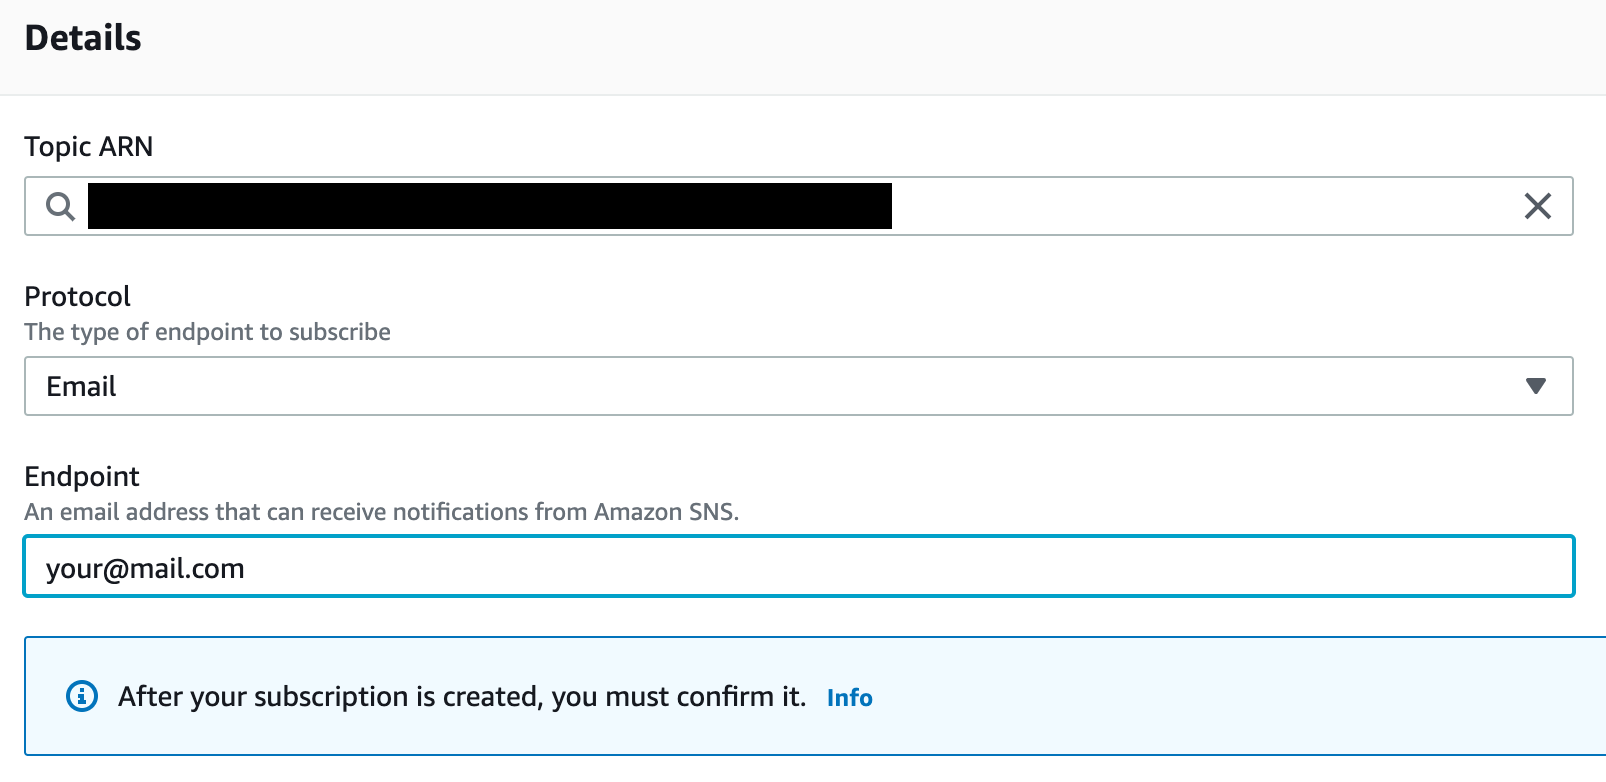 Details
Topic ARN
Protocol
The type of endpoint to subscribe
Email
Endpoint
An email address that can receive notifications from Amazon SNS.
your@mail.com
After your subscription is created, you must confirm it. Info